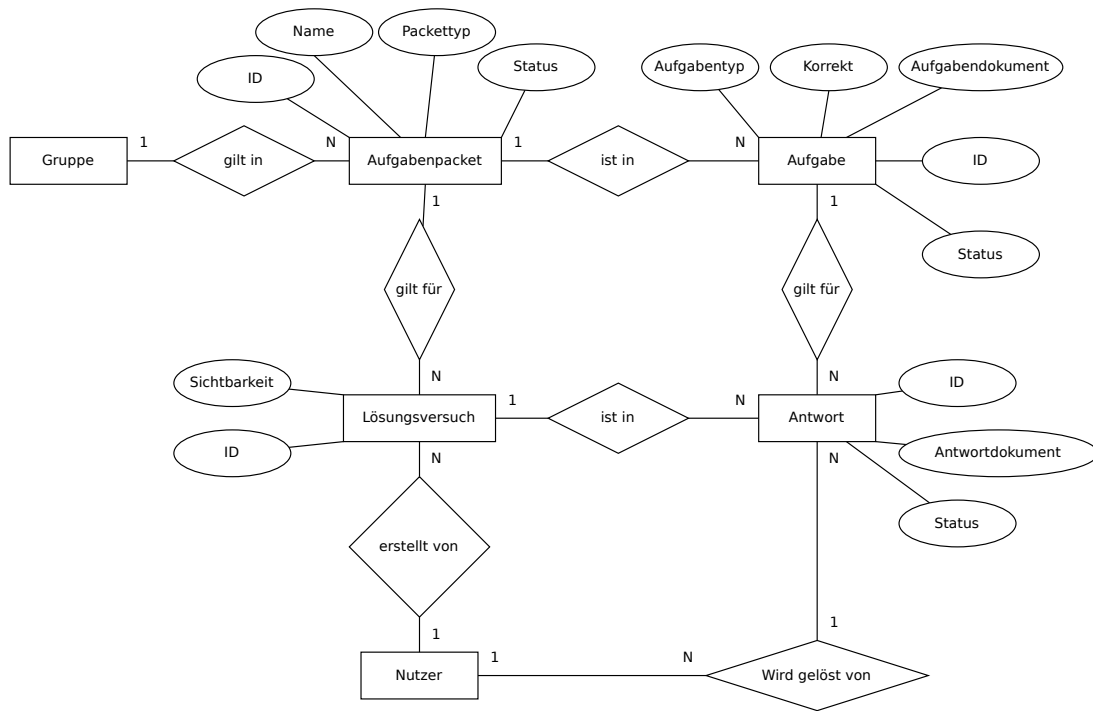 Name
Packettyp
ID
Status
Aufgabentyp
Korrekt
Aufgabendokument
Gruppe
1
gilt in
N
Aufgabenpacket
1
ist in
N
Aufgabe
ID
1
1
Status
gilt für
gilt für
Sichtbarkeit
N
N
ID
Lösungsversuch
1
ist in
N
Antwort
ID
N
N
Antwortdokument
Status
erstellt von
1
1
Nutzer
1
N
Wird gelöst von